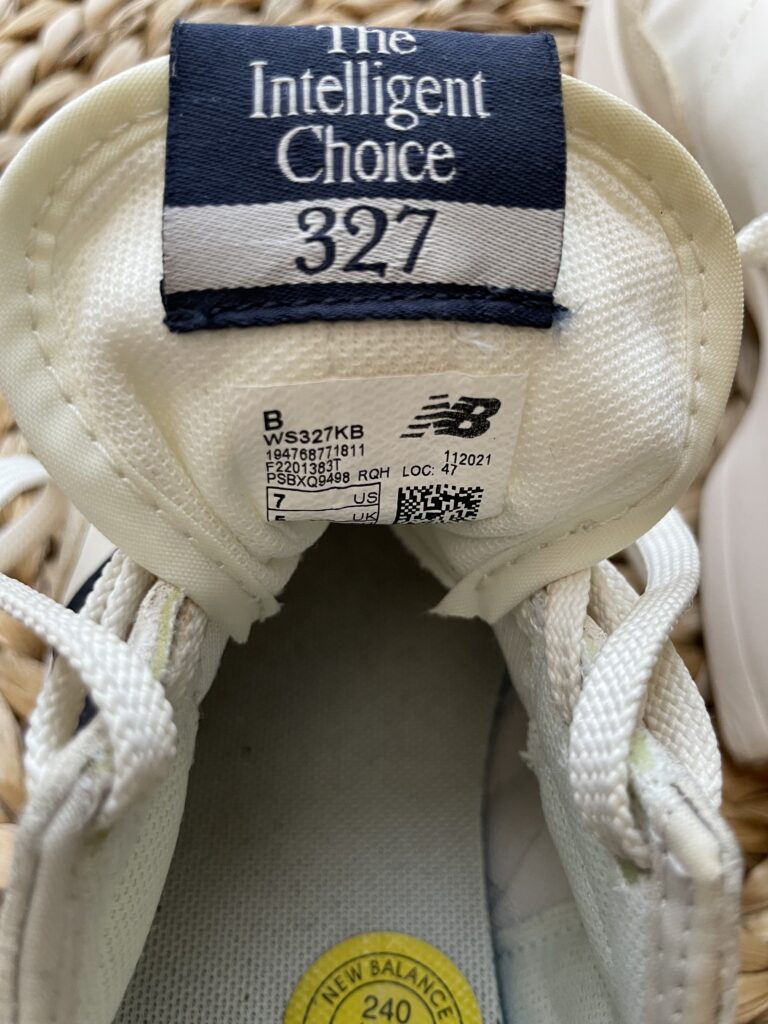 The
Intelligent
Choice
327
B
WS327KB
194768771811
112021
F2201383T
PSBXQ9498 RQH LOC: 47
7 US
UK
NEW BALANCE
240